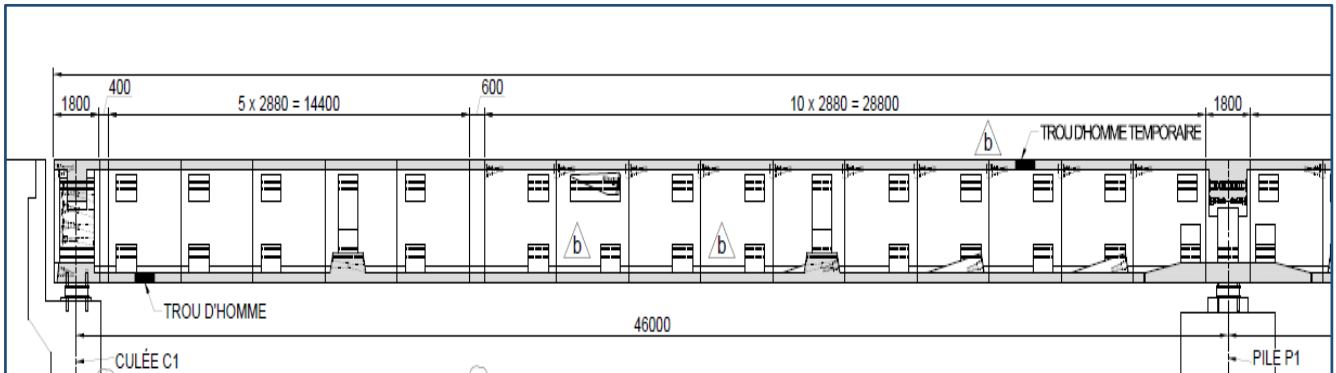 400
600
1800
5 x 2880 = 14400
10 x 2880 = 28800
1800
b
TROU D'HOMME TEMPORAIRE
b
b
TROU D'HOMME
46000
CULÉE C1
PILE P1